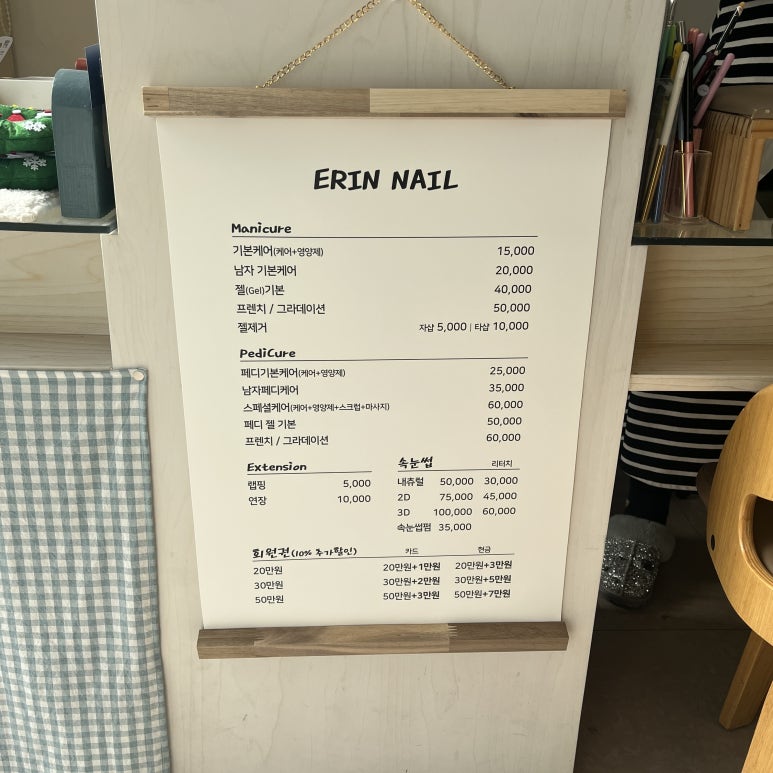 ERIN NAIL
Manicure
기본케어(케어+영양제) 15,000
남자 기본케어 20,000
젤(Gel)기본 40,000
프렌치 / 그라데이션 50,000
젤제거 자샵 5,000 | 타샵 10,000
PediCure
페디기본케어(케어+영양제) 25,000
남자페디케어 35,000
스페셜케어(케어+영양제+스크럽+마사지) 60,000
페디 젤 기본 50,000
프렌치 / 그라데이션 60,000
Extension
랩핑 5,000
연장 10,000
속눈썹 리터치
내츄럴 50,000 30,000
2D 75,000 45,000
3D 100,000 60,000
속눈썹펌 35,000
회원권(10% 추가할인) 카드 현금
20만원 20만원+1만원 20만원+3만원
30만원 30만원+2만원 30만원+5만원
50만원 50만원+3만원 50만원+7만원